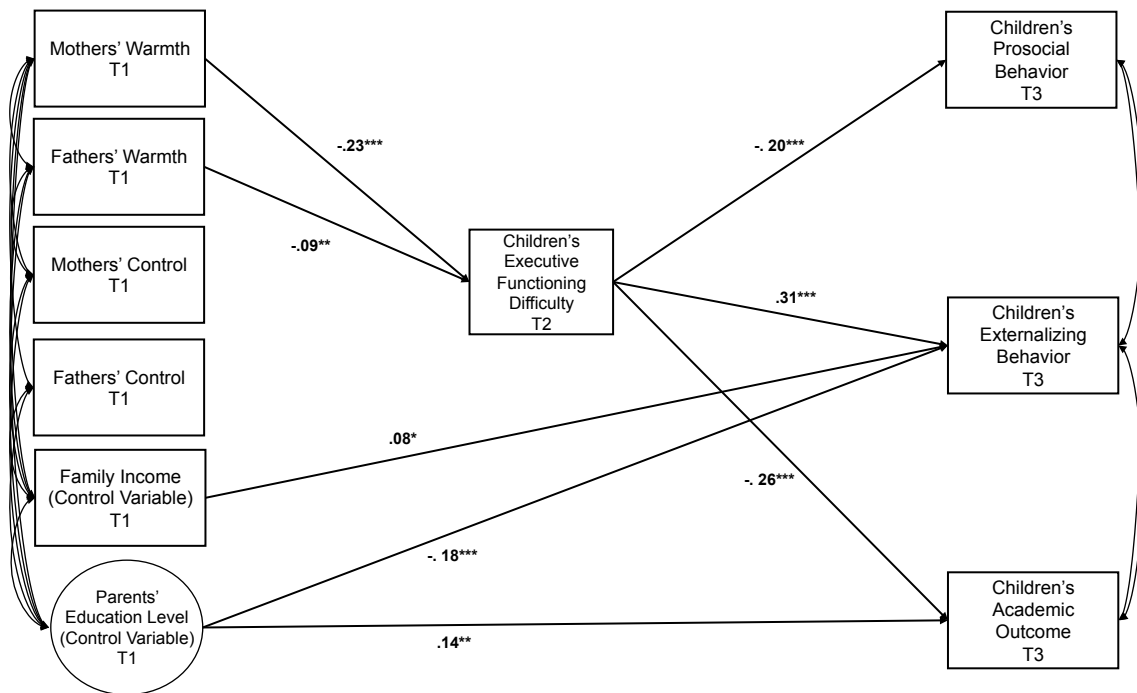 Mothers' Warmth
T1
Fathers' Warmth
T1
Mothers' Control
T1
Fathers' Control
T1
Family Income
(Control Variable)
T1
Parents'
Education Level
(Control Variable)
T1
-.23***
-.09**
.08*
-. 18***
.14**
Children's
Executive
Functioning
Difficulty
T2
-. 20***
.31***
-. 26***
Children's
Prosocial
Behavior
T3
Children's
Externalizing
Behavior
T3
Children's
Academic
Outcome
T3